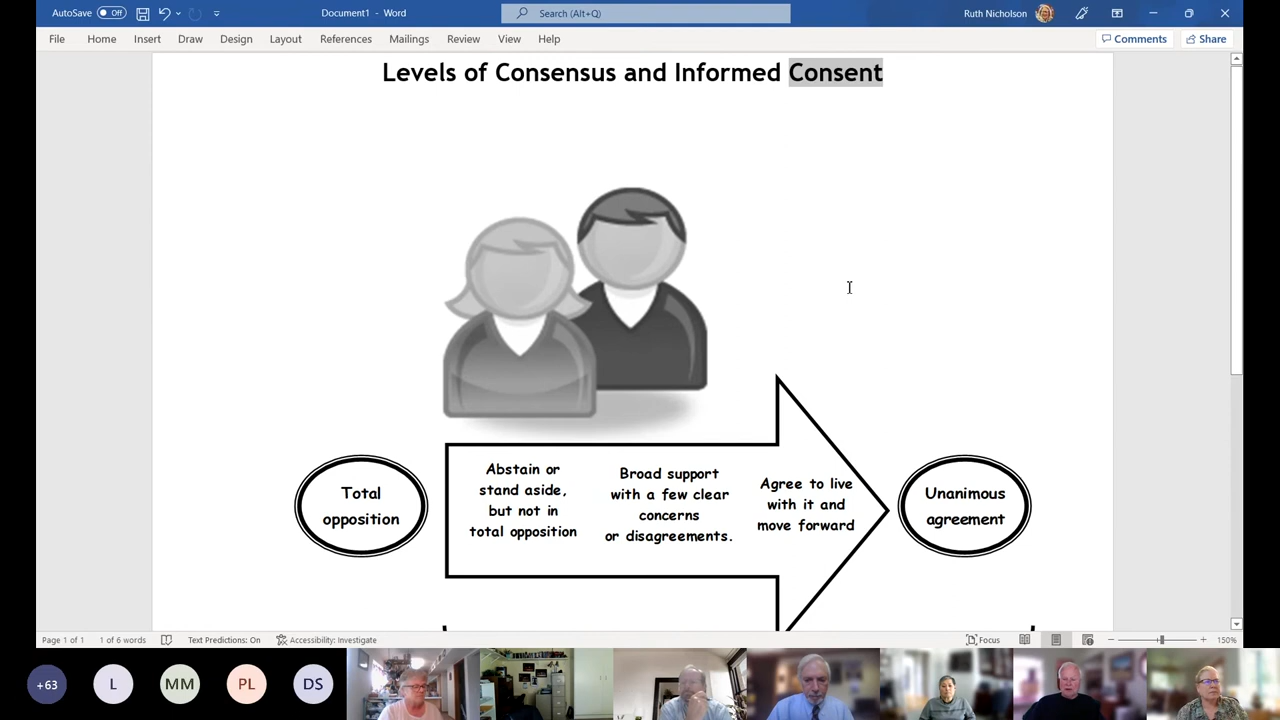 AutoSave Off Document1 - Word Search (Alt+Q) Ruth Nicholson
File Home Insert Draw Design Layout References Mailings Review View Help Comments Share
Levels of Consensus and Informed Consent
Total
opposition
Abstain or
stand aside,
but not in
total opposition
Broad support
with a few clear
concerns
or disagreements.
Agree to live
with it and
move forward
Unanimous
agreement
Page 1 of 1 1 of 6 words Text Predictions: On Accessibility: Investigate Focus 150%
+63 L MM PL DS